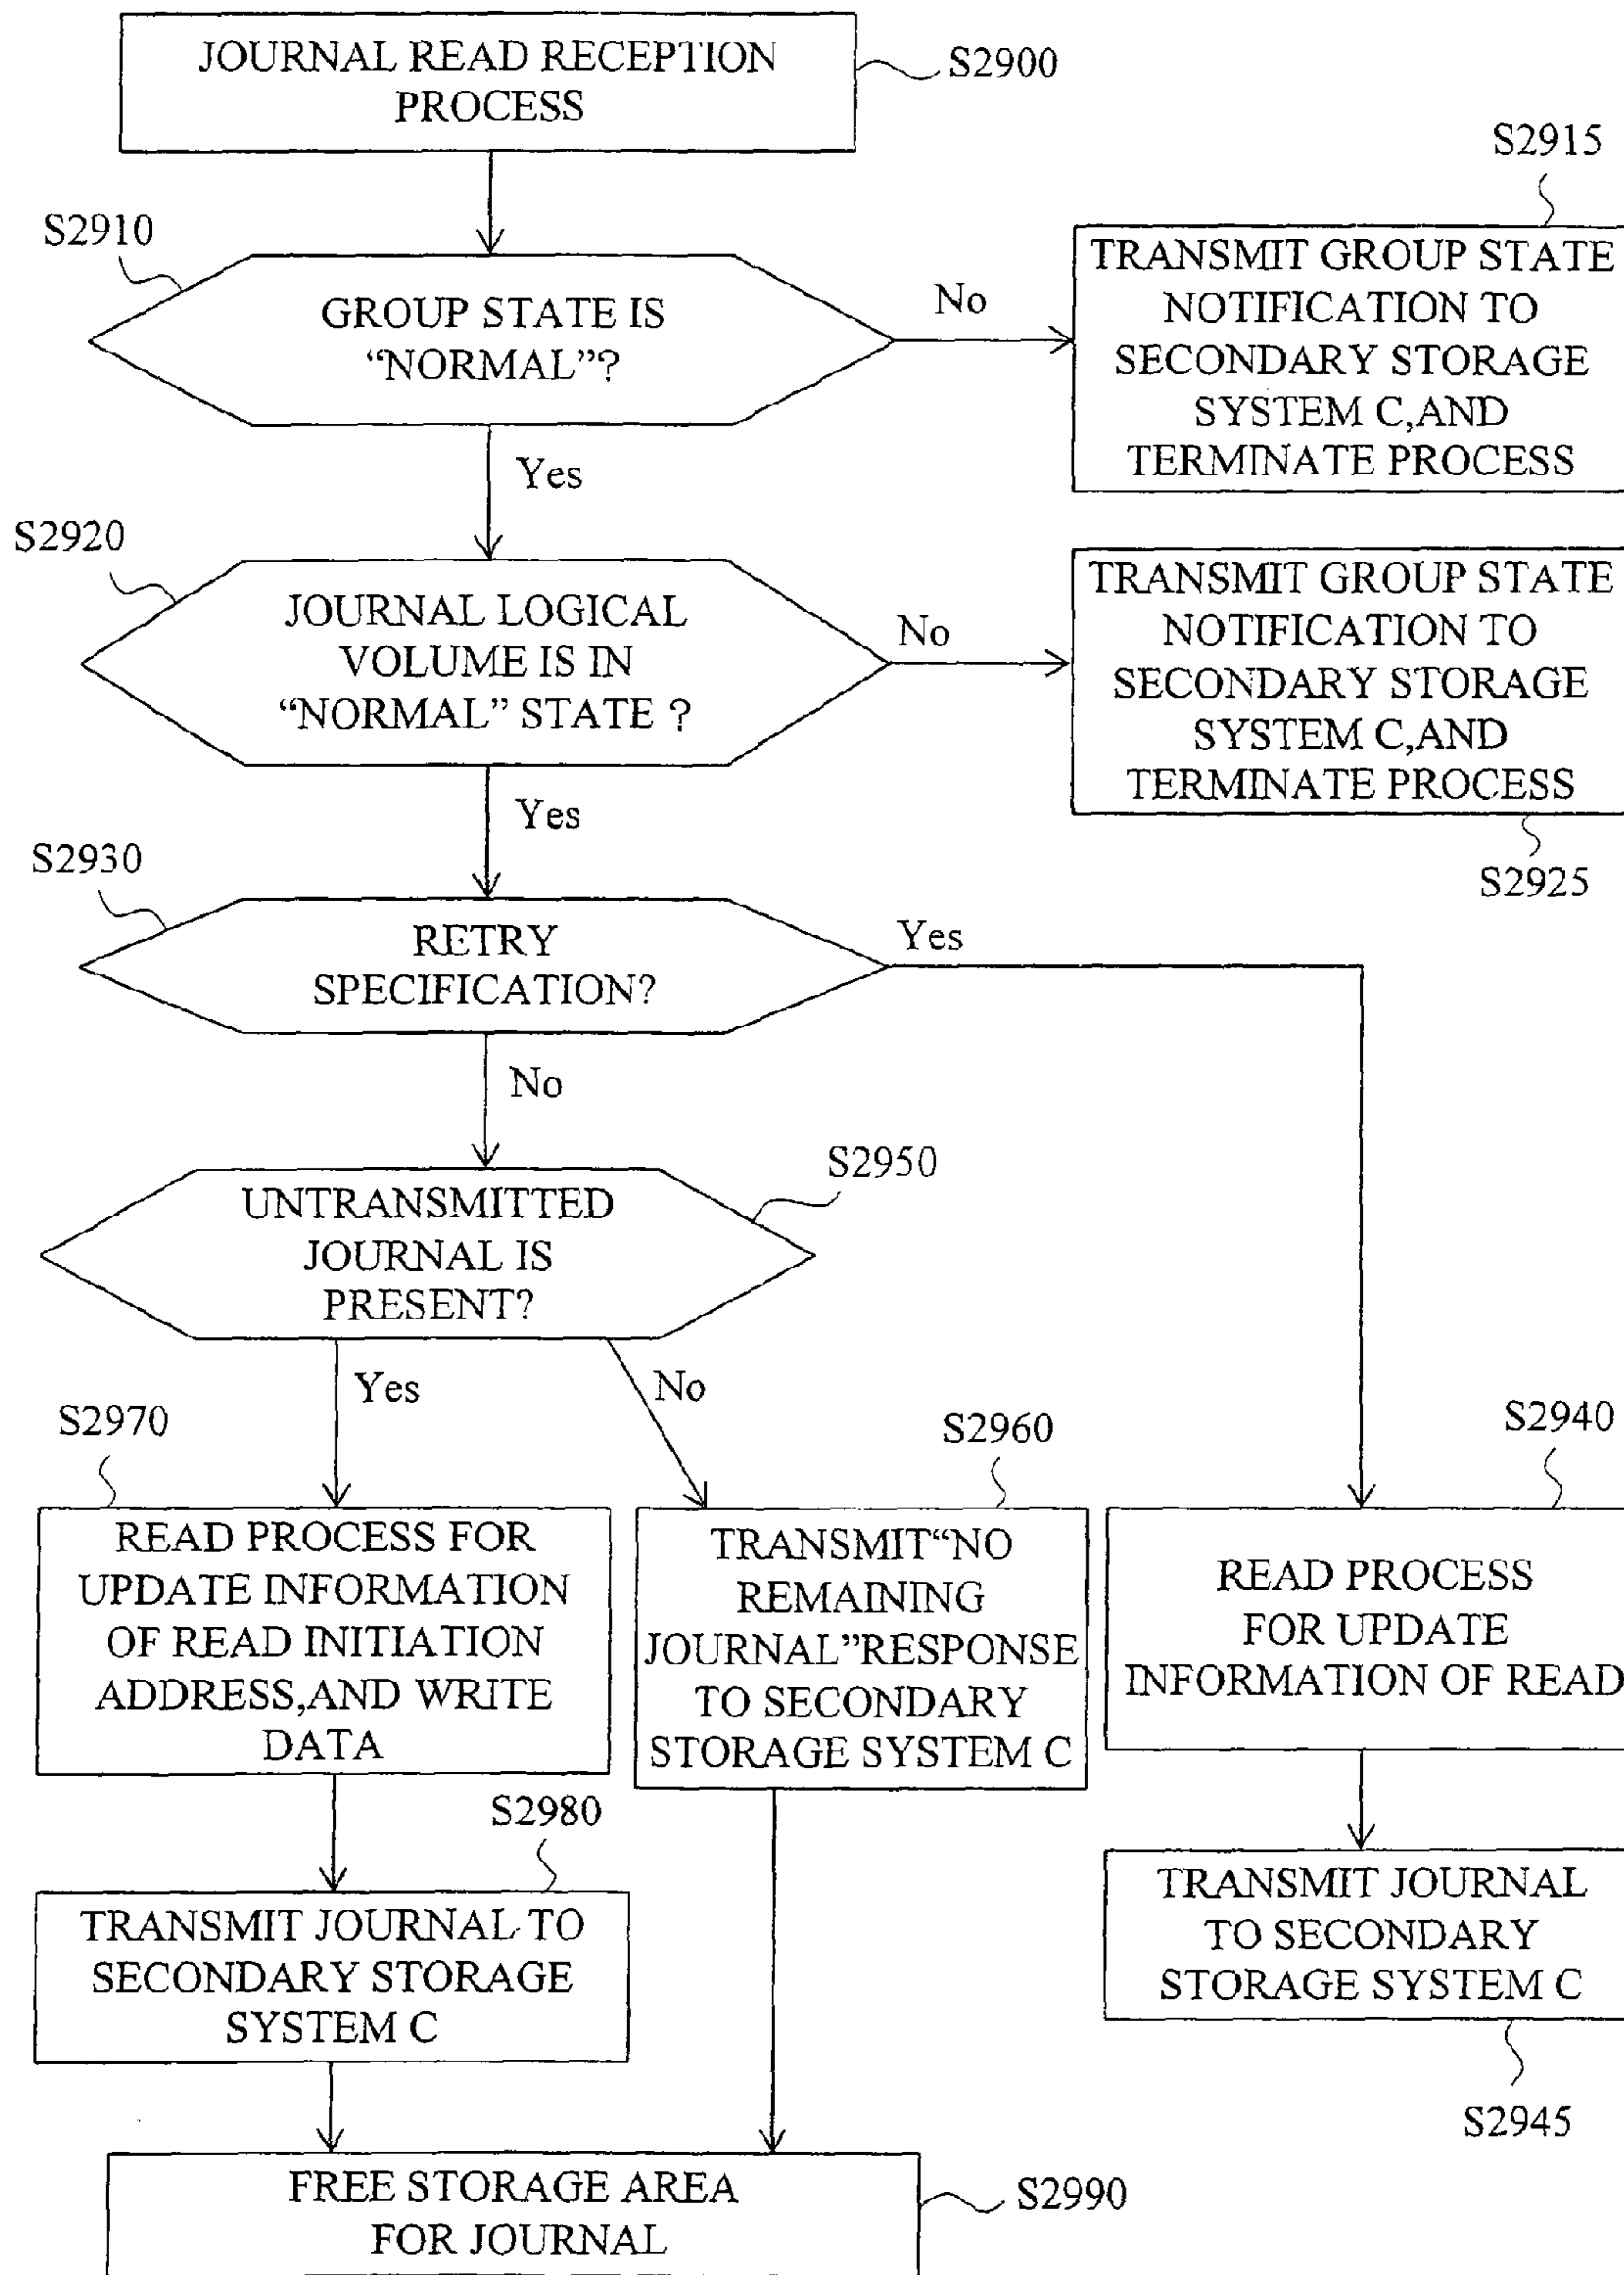 JOURNAL READ RECEPTION
PROCESS
S2900
S2915
S2910
GROUP STATE IS
“NORMAL”?
No
TRANSMIT GROUP STATE
NOTIFICATION TO
SECONDARY STORAGE
SYSTEM C,AND
TERMINATE PROCESS
Yes
S2920
JOURNAL LOGICAL
VOLUME IS IN
“NORMAL” STATE ?
No
TRANSMIT GROUP STATE
NOTIFICATION TO
SECONDARY STORAGE
SYSTEM C,AND
TERMINATE PROCESS
S2925
Yes
S2930
RETRY
SPECIFICATION?
Yes
No
S2950
UNTRANSMITTED
JOURNAL IS
PRESENT?
Yes
No
S2970
READ PROCESS FOR
UPDATE INFORMATION
OF READ INITIATION
ADDRESS,AND WRITE
DATA
S2960
TRANSMIT“NO
REMAINING
JOURNAL”RESPONSE
TO SECONDARY
STORAGE SYSTEM C
S2940
READ PROCESS
FOR UPDATE
INFORMATION OF READ
S2980
TRANSMIT JOURNAL TO
SECONDARY STORAGE
SYSTEM C
TRANSMIT JOURNAL
TO SECONDARY
STORAGE SYSTEM C
S2945
FREE STORAGE AREA
FOR JOURNAL
S2990